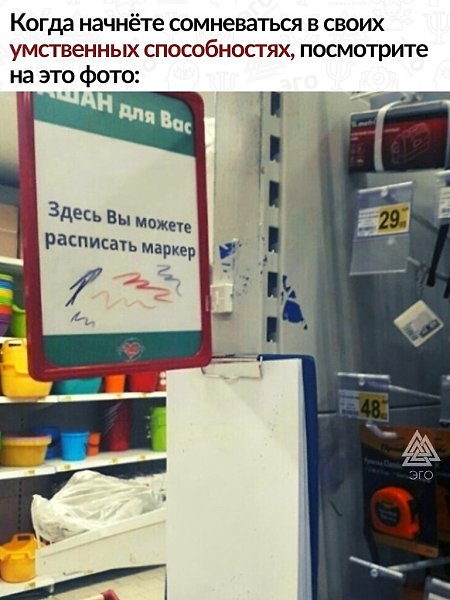 Когда начнёте сомневаться в своих
умственных способностях, посмотрите
на это фото:
АШАН для Вас
Здесь Вы можете
расписать маркер
29
48
эго